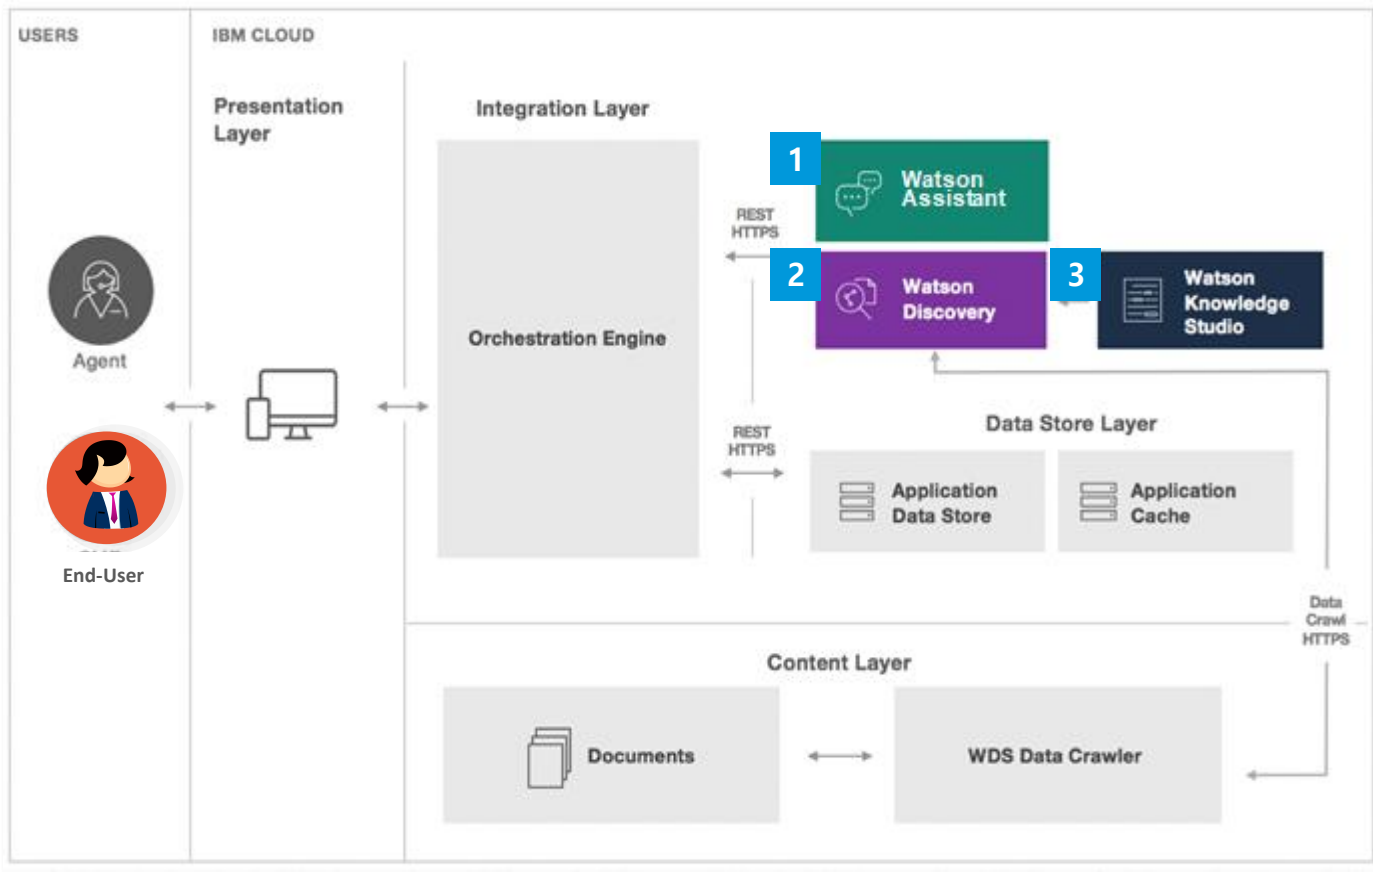 USERS
IBM CLOUD
Presentation
Layer
Integration Layer
1
Watson
Assistant
REST
HTTPS
2
Watson
Discovery
3
Watson
Knowledge
Studio
Orchestration Engine
Agent
REST
HTTPS
Data Store Layer
Application
Data Store
Application
Cache
End-User
Data
Crawl
HTTPS
Content Layer
Documents
WDS Data Crawler